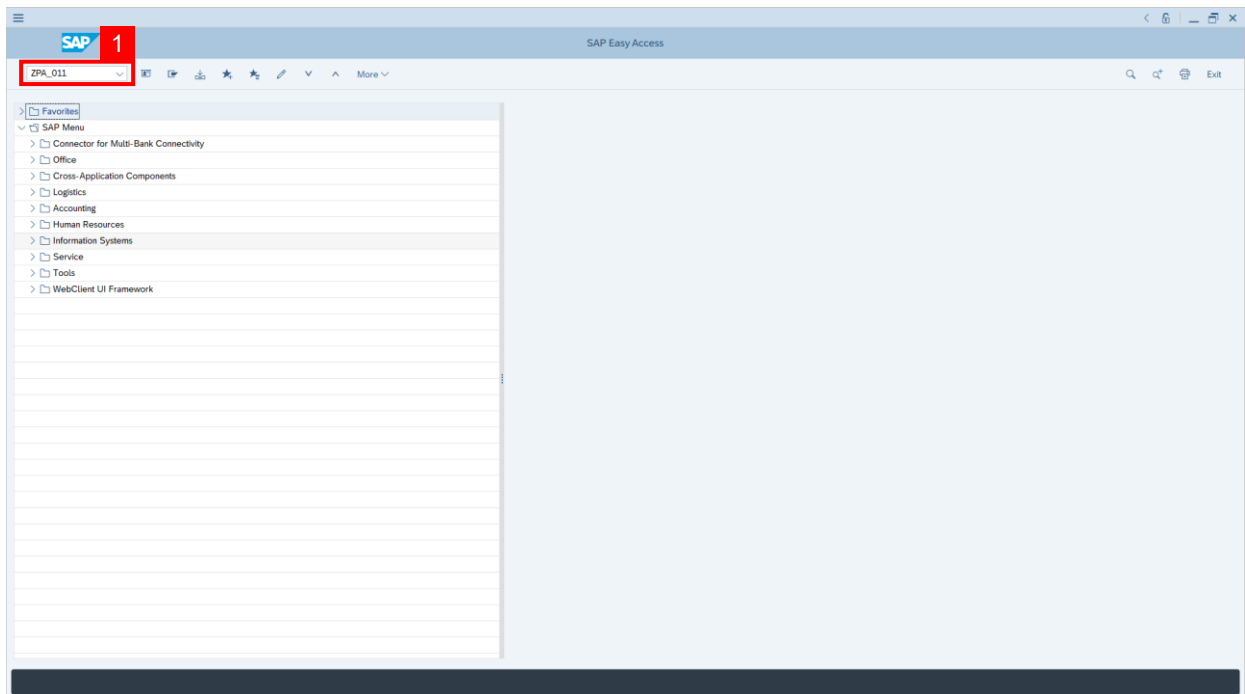 SAP
1
SAP Easy Access
ZPA_011
More
Exit
Favorites
SAP Menu
Connector for Multi-Bank Connectivity
Office
Cross-Application Components
Logistics
Accounting
Human Resources
Information Systems
Service
Tools
WebClient UI Framework